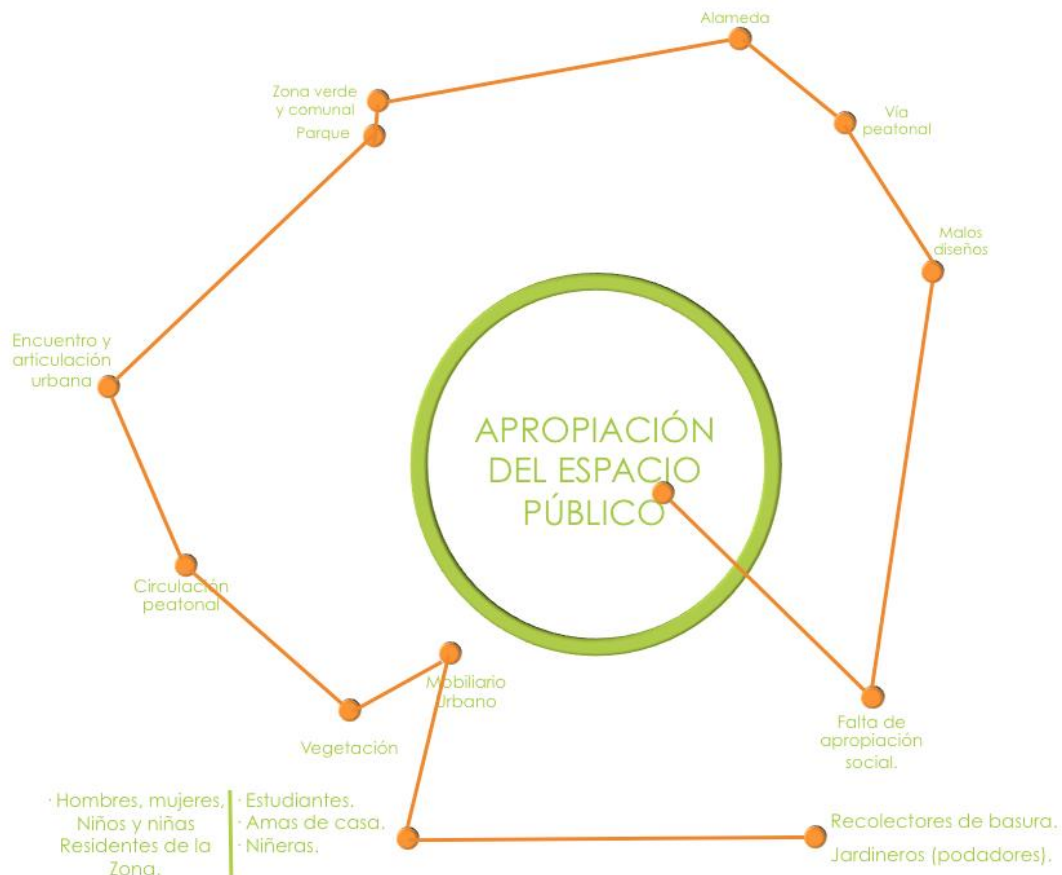 Alameda
Zona verde
y comunal
Parque
Vía
peatonal
Malos
diseños
Encuentro y
articulación
urbana
APROPIACIÓN
DEL ESPACIO
PÚBLICO
Circulación
peatonal
Mobiliario
Urbano
Vegetación
Falta de
apropiación
social.
· Hombres, mujeres,
Niños y niñas
Residentes de la
Zona.
· Estudiantes.
· Amas de casa.
· Niñeras.
Recolectores de basura.
Jardineros (podadores).